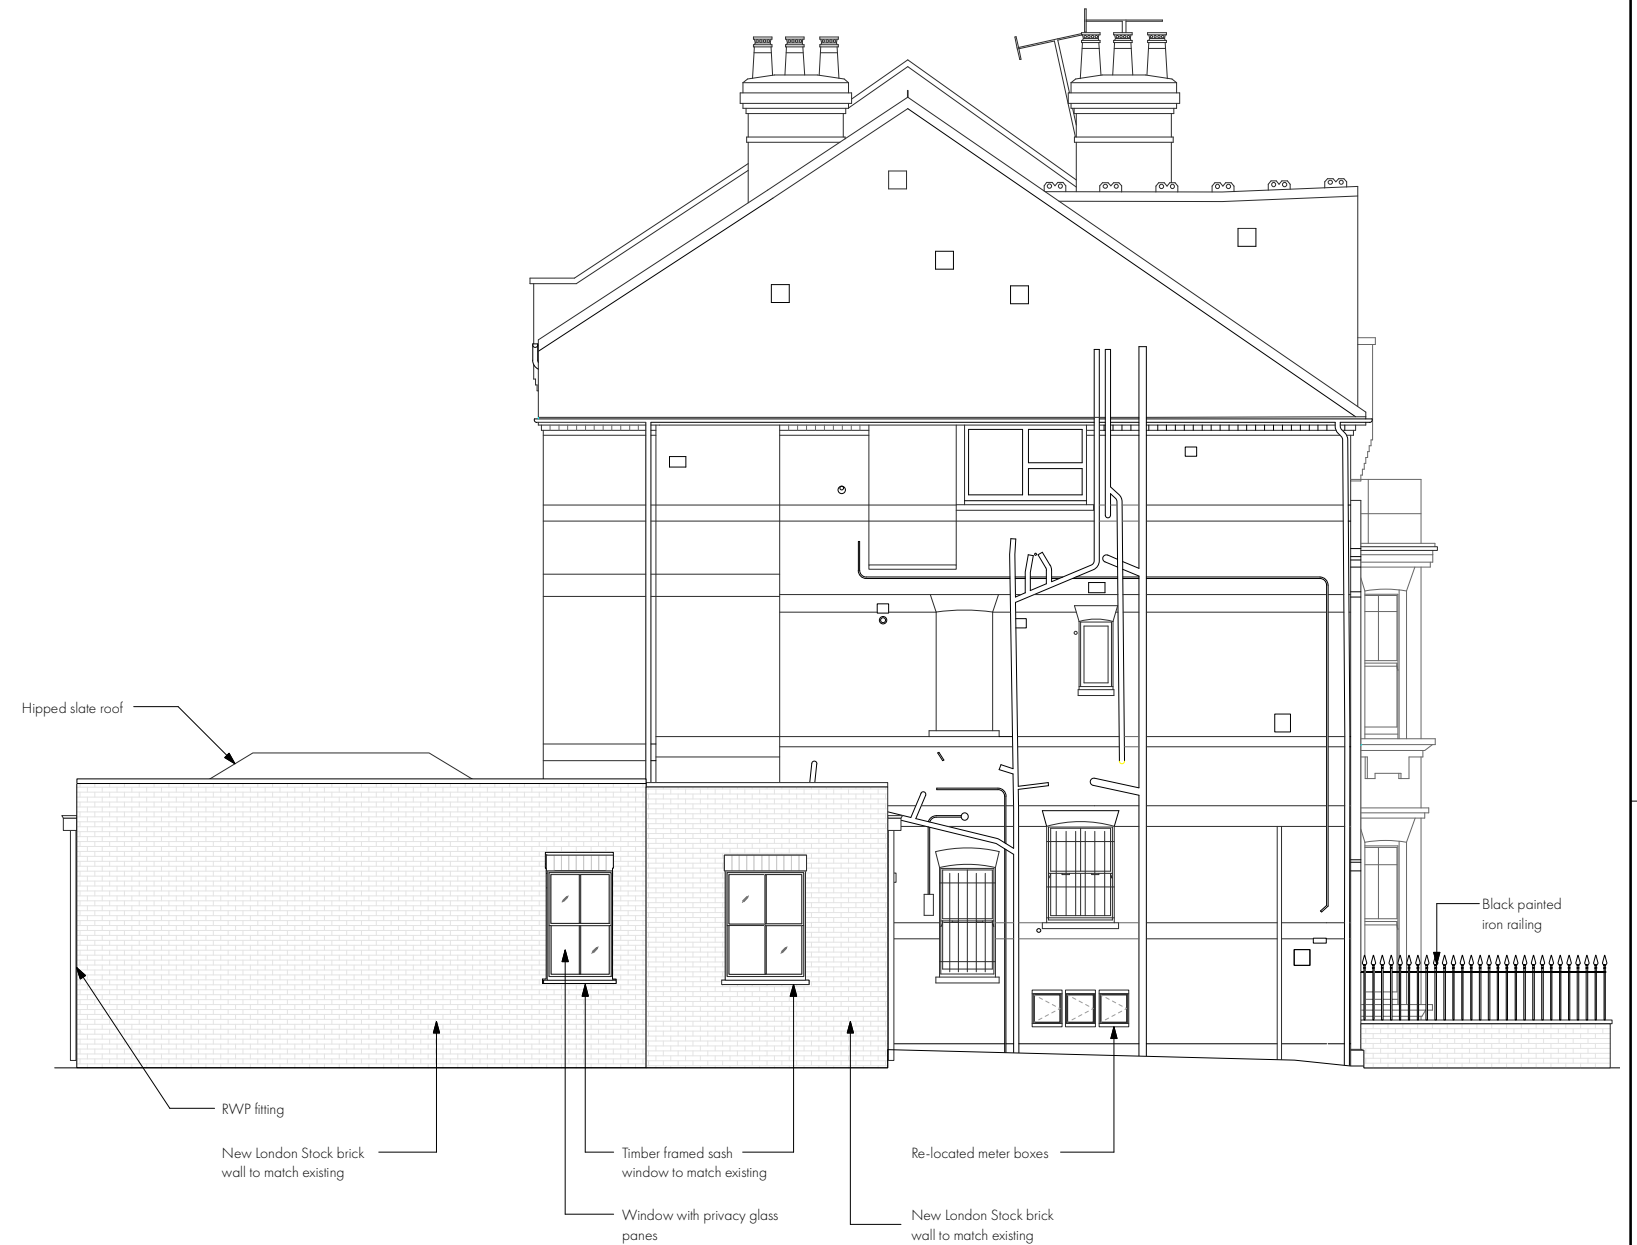 Hipped slate roof
Black painted
iron railing
RWP fitting
New London Stock brick
wall to match existing
Timber framed sash
window to match existing
Re-located meter boxes
Window with privacy glass
panes
New London Stock brick
wall to match existing